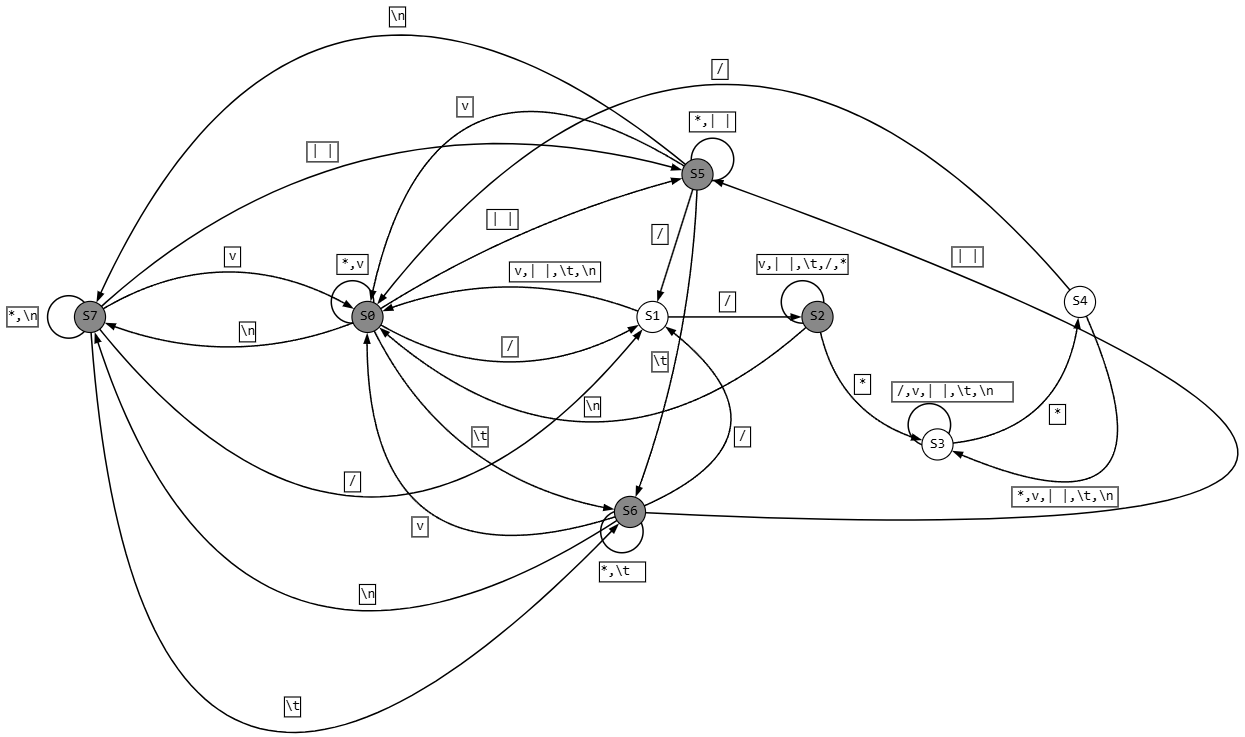 \n
/
v
*,| |
| |
S5
| |
/
v
*,v
v,| |,\t,\n
v,| |,\t,/,*
| |
/
S4
*,\n
S7
S0
S1
S2
\n
/
\t
*
/,v,| |,\t,\n
\n
*
\t
/
S3
/
*,v,| |,\t,\n
v
S6
*,\t
\n
\t